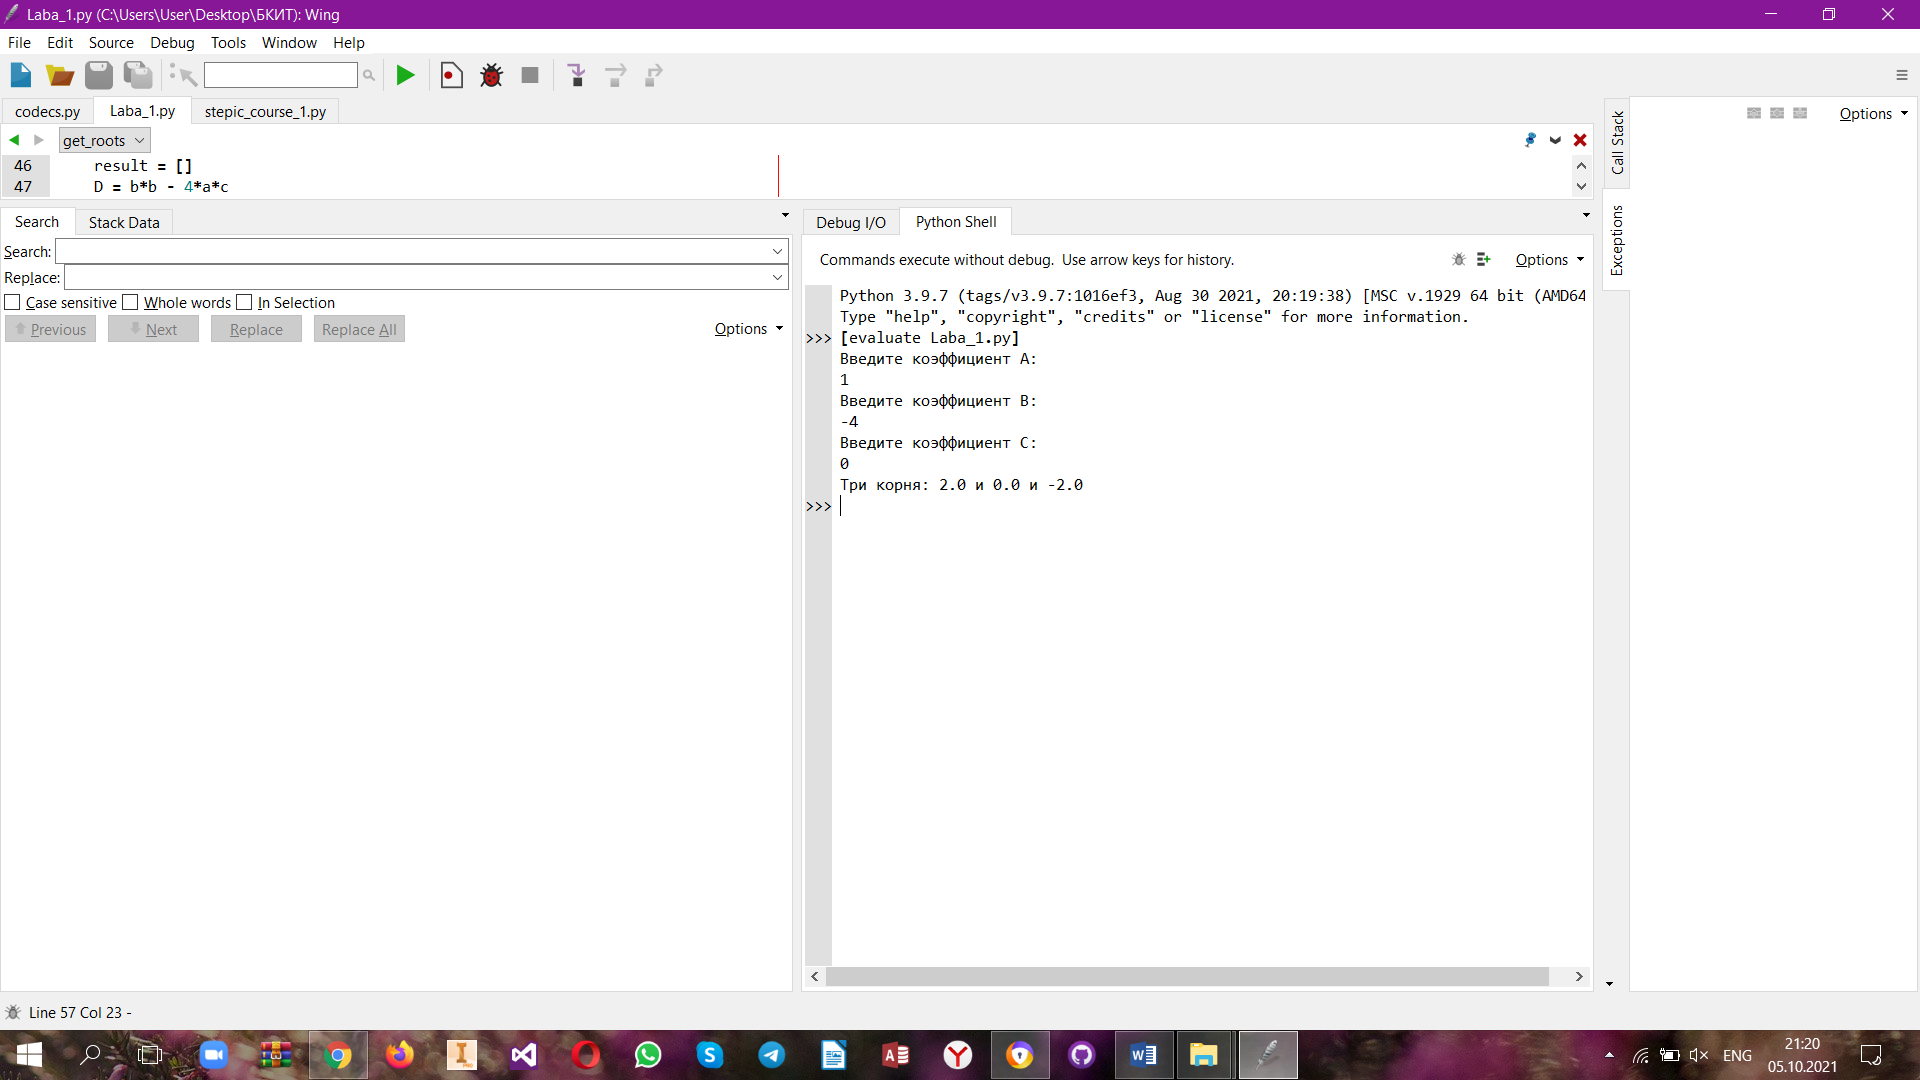 Laba_1.py (C:\Users\User\Desktop\БКИТ): Wing
File Edit Source Debug Tools Window Help
codecs.py Laba_1.py stepic_course_1.py
Options
get_roots
46 result = []
47 D = b*b - 4*a*c
Call Stack
Exceptions
Search Stack Data
Search:
Replace:
Case sensitive Whole words In Selection
Previous Next Replace Replace All Options
Debug I/O Python Shell
Commands execute without debug. Use arrow keys for history. Options
Python 3.9.7 (tags/v3.9.7:1016ef3, Aug 30 2021, 20:19:38) [MSC v.1929 64 bit (AMD64
Type "help", "copyright", "credits" or "license" for more information.
>>> [evaluate Laba_1.py]
Введите коэффициент А:
1
Введите коэффициент В:
-4
Введите коэффициент С:
0
Три корня: 2.0 и 0.0 и -2.0
>>>
Line 57 Col 23 -
ENG
21:20
05.10.2021